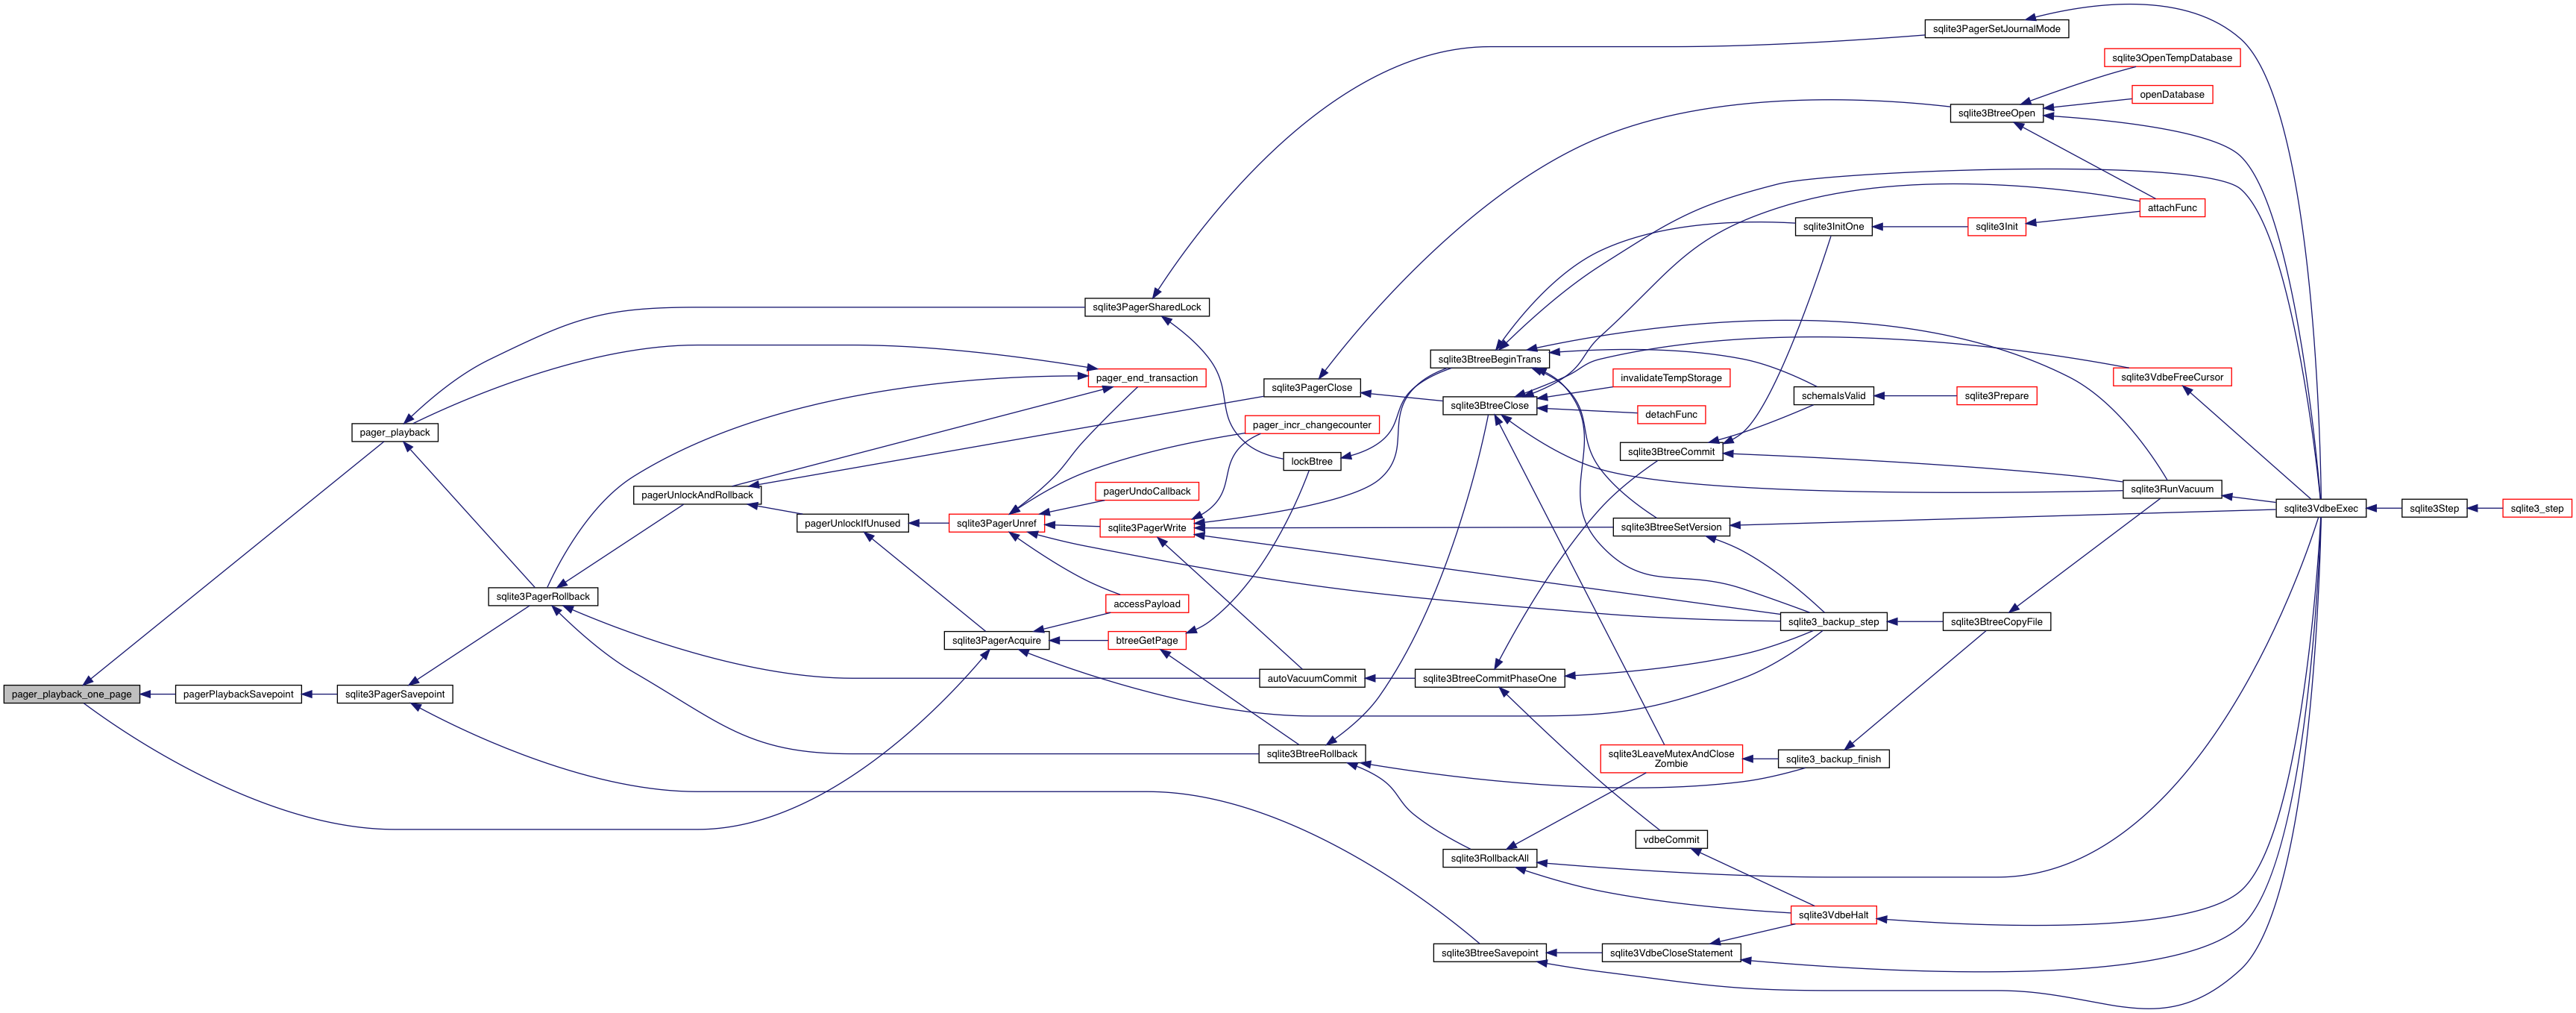 sqlite3PagerSetJournalMode
sqlite3OpenTempDatabase
openDatabase
sqlite3BtreeOpen
attachFunc
sqlite3InitOne
sqlite3Init
sqlite3PagerSharedLock
sqlite3BtreeBeginTrans
pager_end_transaction
invalidateTempStorage
sqlite3VdbeFreeCursor
sqlite3PagerClose
schemaIsValid
sqlite3Prepare
sqlite3BtreeClose
detachFunc
pager_incr_changecounter
pager_playback
sqlite3BtreeCommit
lockBtree
pagerUndoCallback
sqlite3RunVacuum
pagerUnlockAndRollback
sqlite3VdbeExec
sqlite3Step
sqlite3_step
pagerUnlockIfUnused
sqlite3PagerUnref
sqlite3PagerWrite
sqlite3BtreeSetVersion
sqlite3PagerRollback
accessPayload
sqlite3_backup_step
sqlite3BtreeCopyFile
sqlite3PagerAcquire
btreeGetPage
autoVacuumCommit
sqlite3BtreeCommitPhaseOne
pager_playback_one_page
pagerPlaybackSavepoint
sqlite3PagerSavepoint
sqlite3BtreeRollback
sqlite3LeaveMutexAndClose
Zombie
sqlite3_backup_finish
vdbeCommit
sqlite3RollbackAll
sqlite3VdbeHalt
sqlite3BtreeSavepoint
sqlite3VdbeCloseStatement